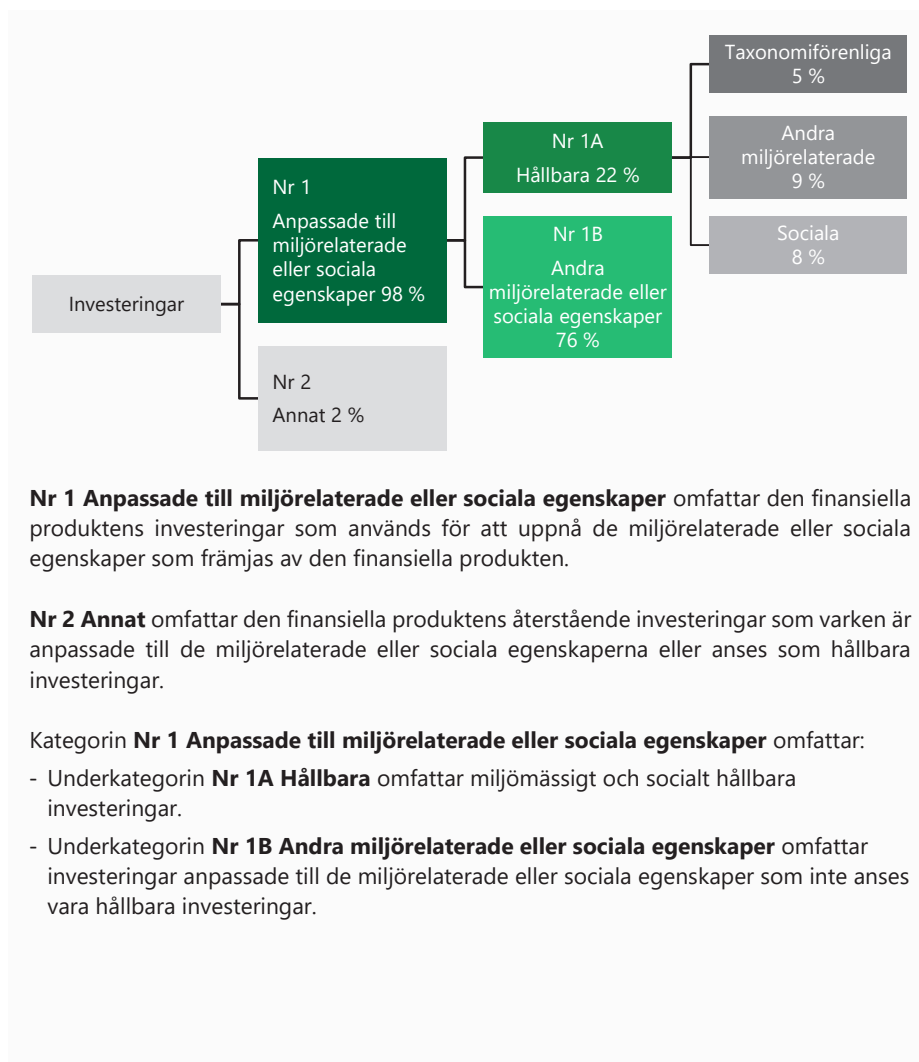 Investeringar
Nr 1
Anpassade till
miljörelaterade
eller sociala
egenskaper 98 %
Nr 2
Annat 2 %
Nr 1A
Hållbara 22 %
Nr 1B
Andra
miljörelaterade eller
sociala egenskaper
76 %
Taxonomiförenliga
5 %
Andra
miljörelaterade
9 %
Sociala
8 %
Nr 1 Anpassade till miljörelaterade eller sociala egenskaper omfattar den finansiella
produktens investeringar som används för att uppnå de miljörelaterade eller sociala
egenskaper som främjas av den finansiella produkten.
Nr 2 Annat omfattar den finansiella produktens återstående investeringar som varken är
anpassade till de miljörelaterade eller sociala egenskaperna eller anses som hållbara
investeringar.
Kategorin Nr 1 Anpassade till miljörelaterade eller sociala egenskaper omfattar:
- Underkategorin Nr 1A Hållbara omfattar miljömässigt och socialt hållbara
investeringar.
- Underkategorin Nr 1B Andra miljörelaterade eller sociala egenskaper omfattar
investeringar anpassade till de miljörelaterade eller sociala egenskaper som inte anses
vara hållbara investeringar.